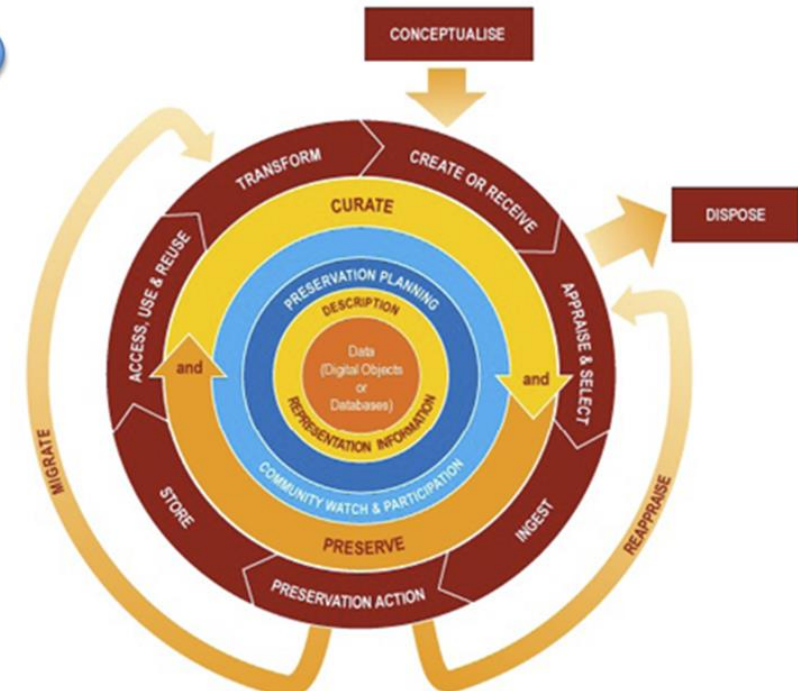 CONCEPTUALISE
TRANSFORM
CREATE OR RECEIVE
CURATE
DISPOSE
ACCESS, USE & REUSE
APPRAISE & SELECT
PRESERVATION PLANNING
DESCRIPTION
and
Data
(Digital Objects
or
Databases)
and
REPRESENTATION INFORMATION
COMMUNITY WATCH & PARTICIPATION
MIGRATE
STORE
INGEST
REAPPRAISE
PRESERVE
PRESERVATION ACTION